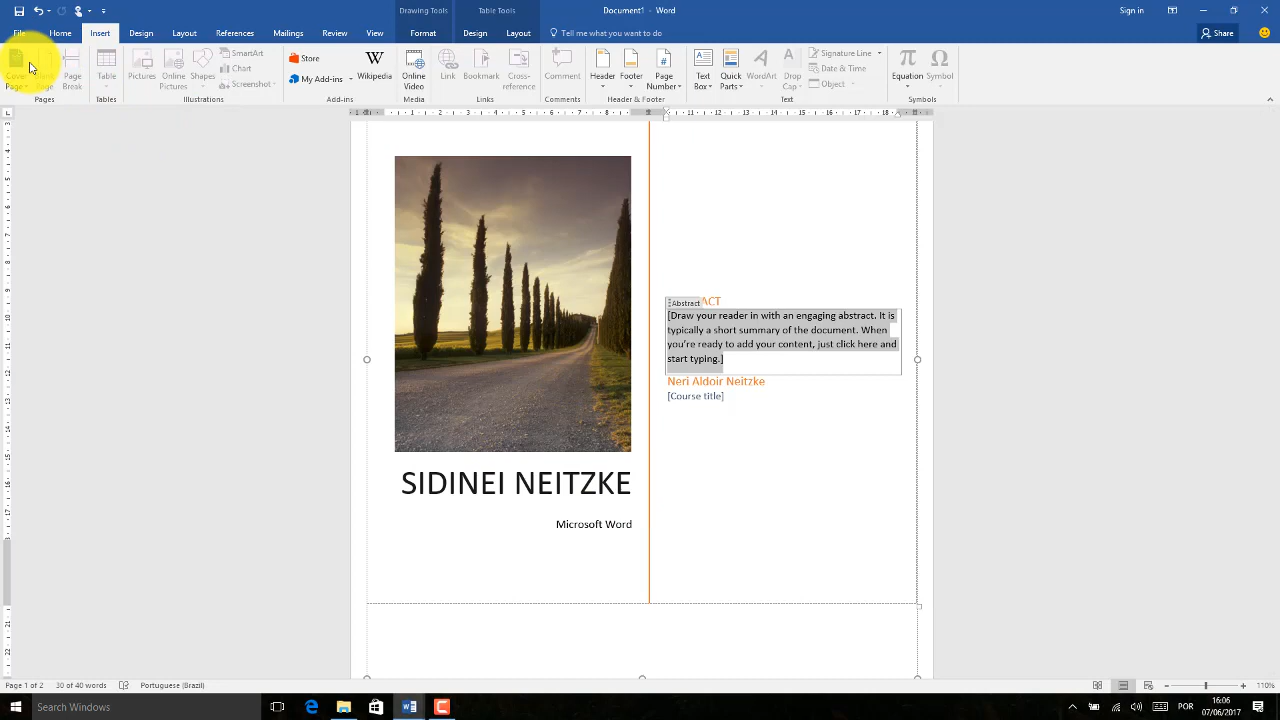 Drawing Tools Table Tools Document1 - Word Sign in
File Home Insert Design Layout References Mailings Review View Format Design Layout Tell me what you want to do Share
SmartArt Store Signature Line
Chart Date & Time
Table Pictures Online Pictures Shapes Screenshot My Add-ins Wikipedia Online Video Link Bookmark Cross-reference Comment Header Footer Page Number Text Box Quick Parts WordArt Drop Cap Object Equation Symbol
Page Page Break
Pages Tables Illustrations Add-ins Media Links Comments Header & Footer Text Symbols
Abstract ACT
[Draw your reader in with an engaging abstract. It is
typically a short summary of the document. When
you're ready to add your content, just click here and
start typing.]
Neri Aldoir Neitzke
[Course title]
SIDINEI NEITZKE
Microsoft Word
Page 1 of 2 30 of 40 words Portuguese (Brazil) 110%
Search Windows POR 16:06
07/06/2017